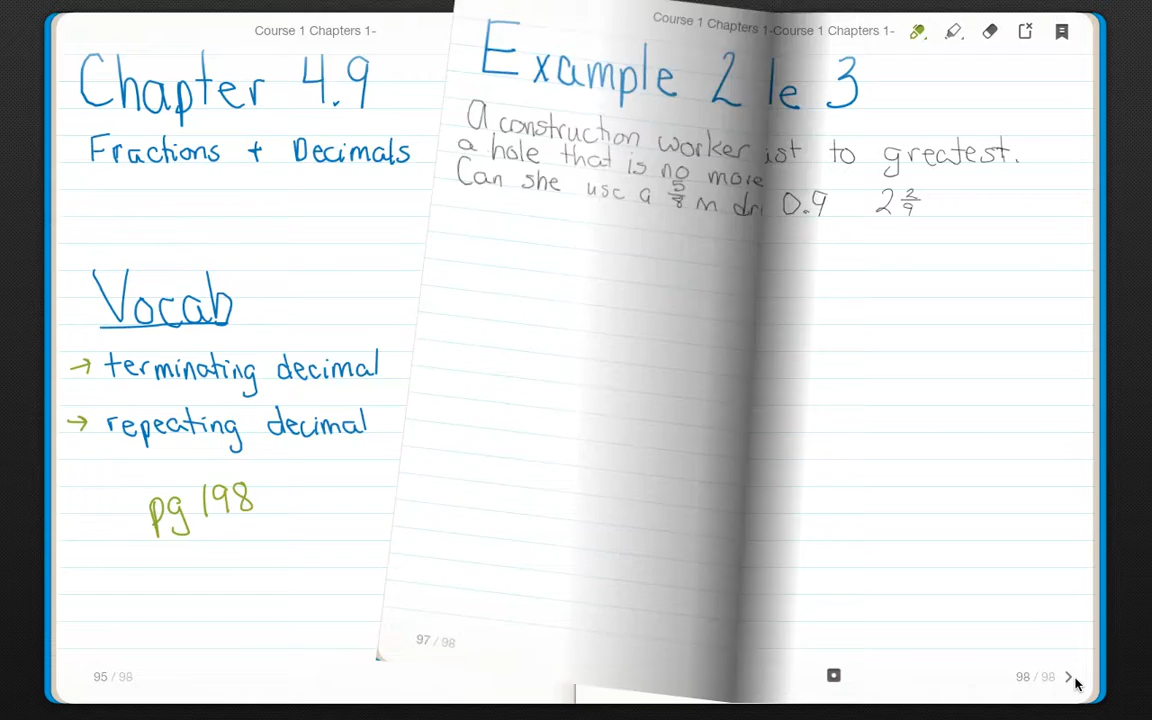 Course 1 Chapters 1-
Chapter 4.9
Fractions + Decimals
Vocab
→ terminating decimal
→ repeating decimal
pg 198
95 / 98
Course 1 Chapters 1-
Example 2
A construction worker
a hole that is no more
Can she use a 5/8 in
97 / 98
Course 1 Chapters 1-
le 3
to greatest.
0.9 2 2/9
98 / 98